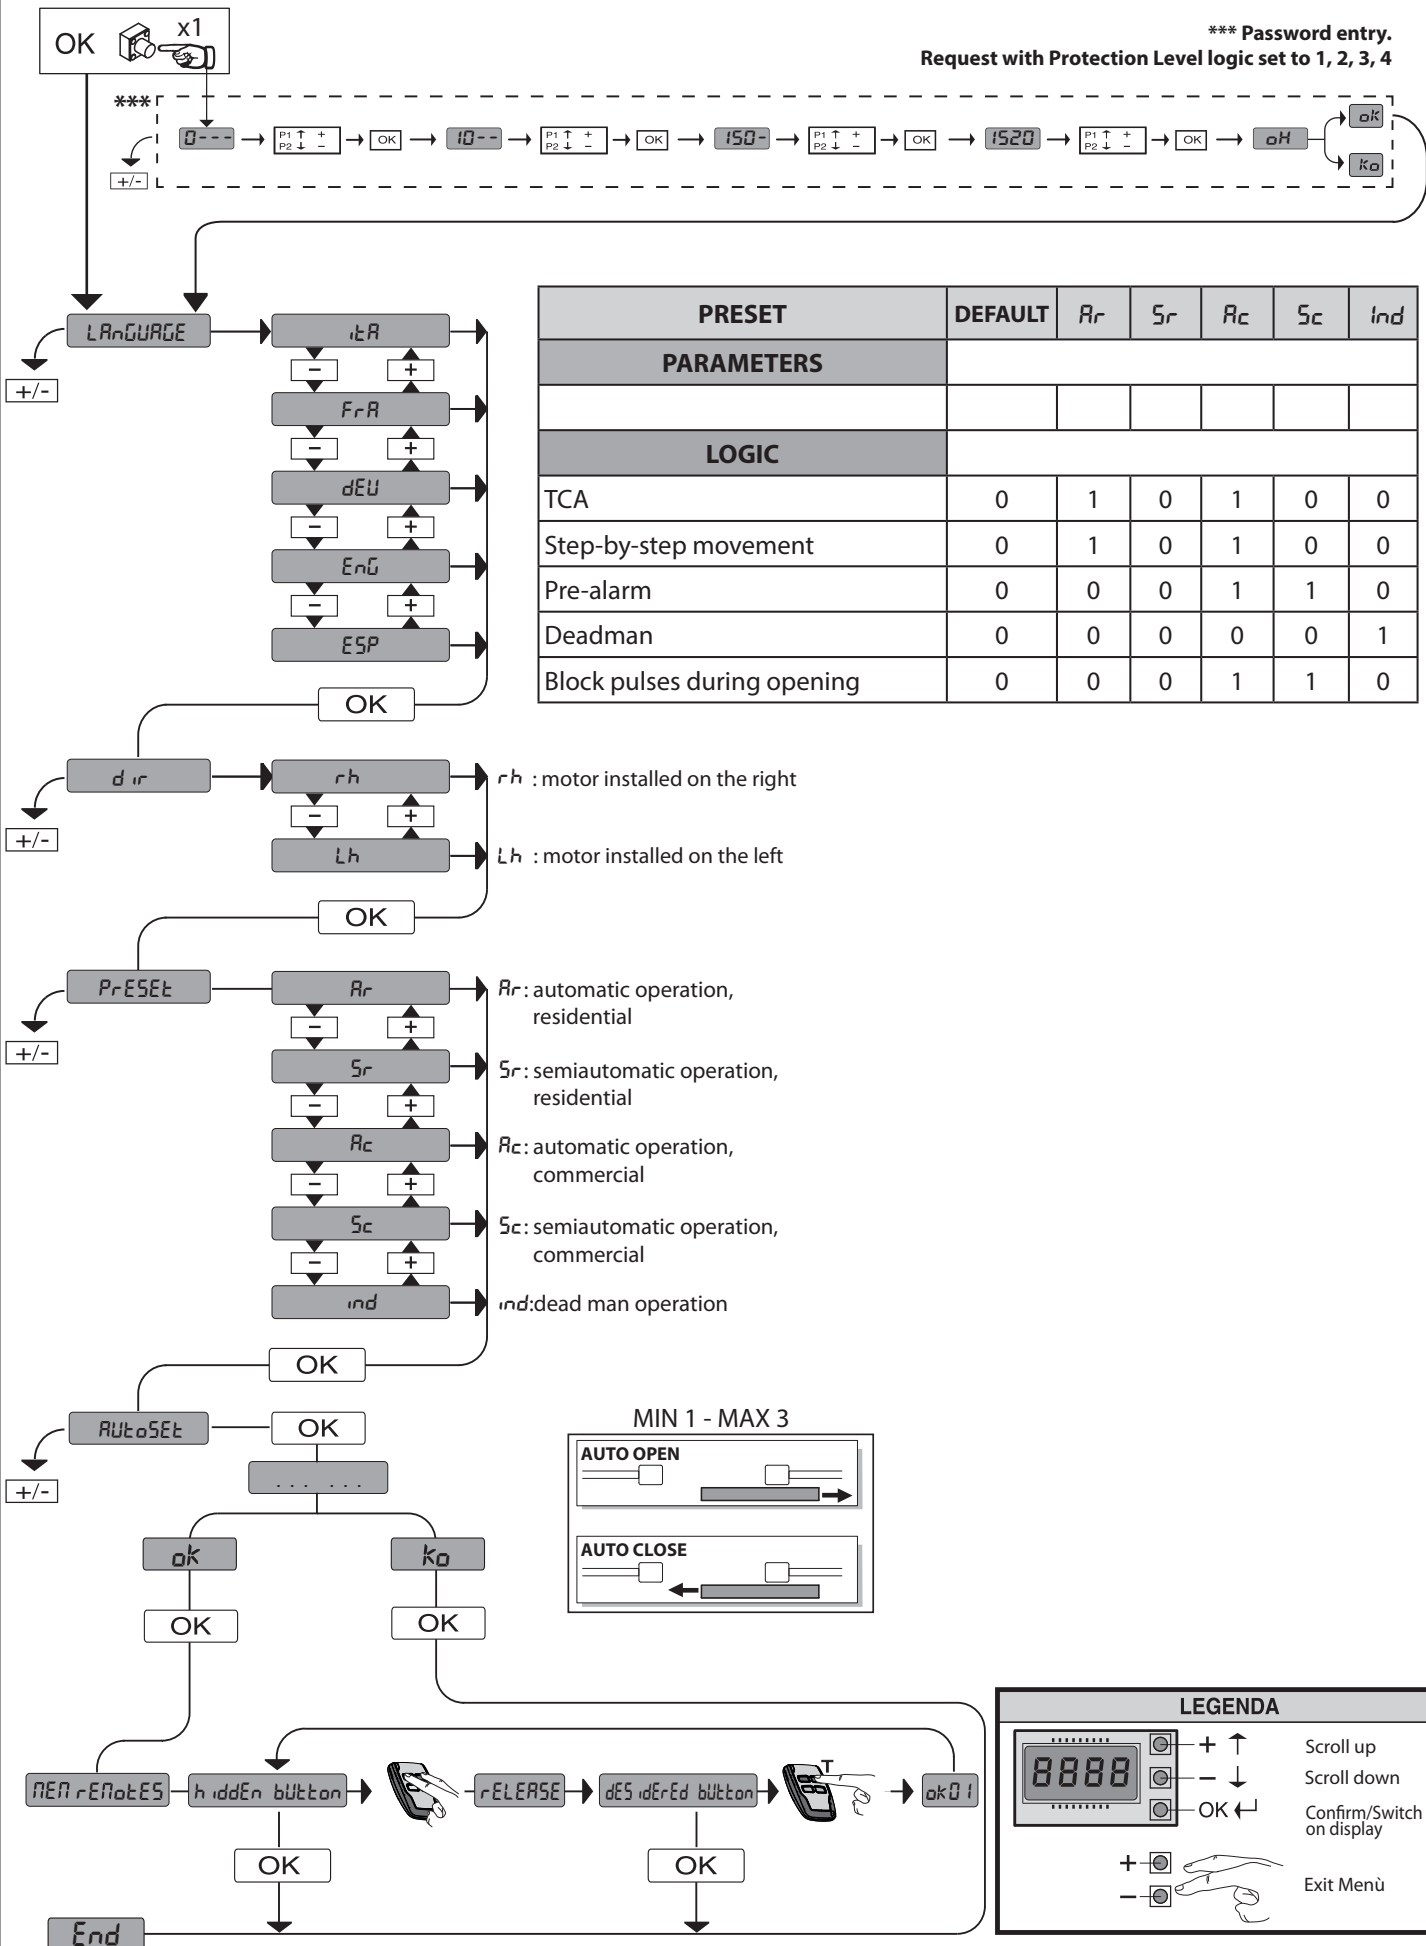 OK x1
*** Password entry.
Request with Protection Level logic set to 1, 2, 3, 4
***
0--- P1 ↑ + P2 ↓ - OK 10-- P1 ↑ + P2 ↓ - OK 150- P1 ↑ + P2 ↓ - OK 1520 P1 ↑ + P2 ↓ - OK oH ok
ko
+/-
LAnGUAGE
+/-
itA
- +
FrA
- +
dEU
- +
EnG
- +
ESP
OK
PRESET DEFAULT Ar Sr Ac Sc Ind
PARAMETERS
LOGIC
TCA 0 1 0 1 0 0
Step-by-step movement 0 1 0 1 0 0
Pre-alarm 0 0 0 1 1 0
Deadman 0 0 0 0 0 1
Block pulses during opening 0 0 0 1 1 0
dir
+/-
rh rh : motor installed on the right
- +
Lh Lh : motor installed on the left
OK
PrESEt
+/-
Ar Ar: automatic operation,
residential
- +
Sr Sr: semiautomatic operation,
residential
- +
Ac Ac: automatic operation,
commercial
- +
Sc Sc: semiautomatic operation,
commercial
- +
ind ind:dead man operation
OK
AUtoSEt OK
+/-
... ...
ok ko
OK OK
MIN 1 - MAX 3
AUTO OPEN
AUTO CLOSE
MEM rEMotES hiddEn bUtton rELEASE dESidErEd bUtton T ok01
OK OK
End
LEGENDA
8888
+ ↑ Scroll up
- ↓ Scroll down
OK ↵ Confirm/Switch
on display
+
- Exit Menù